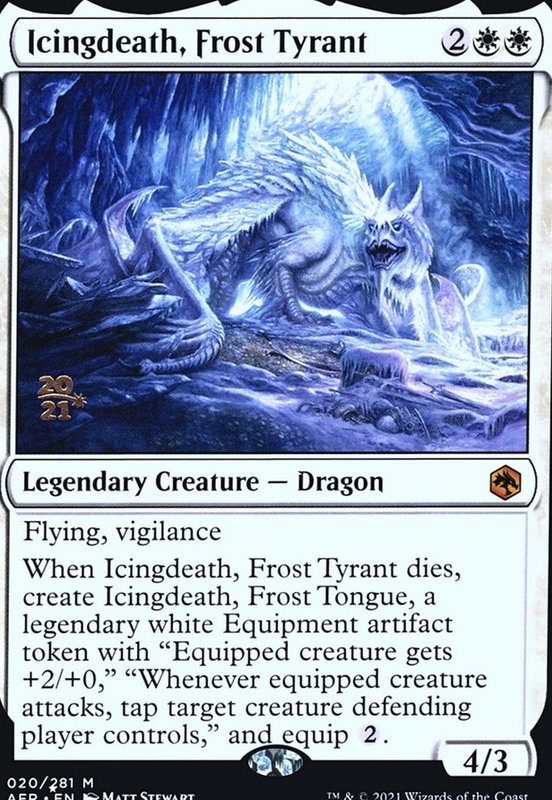 Icingdeath, Frost Tyrant 2
20
21
Legendary Creature — Dragon
Flying, vigilance
When Icingdeath, Frost Tyrant dies,
create Icingdeath, Frost Tongue, a
legendary white Equipment artifact
token with “Equipped creature gets
+2/+0,” “Whenever equipped creature
attacks, tap target creature defending
player controls,” and equip 2.
4/3
020/281 M
AFR • EN Matt Stewart
™ & © 2021 Wizards of the Coast